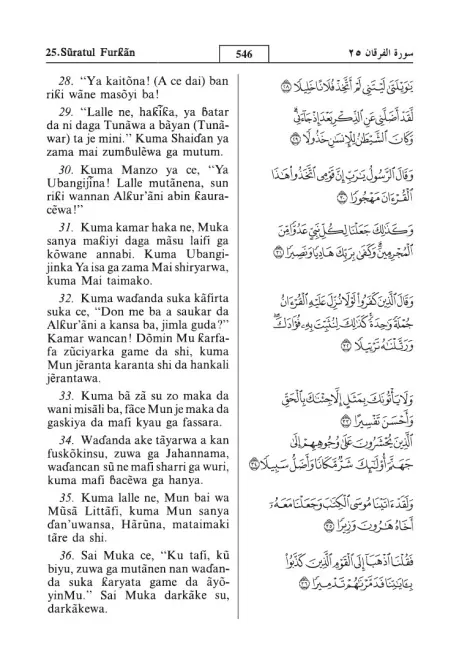 25. Sūratul Furƙān
546
سورة الفرقان ٢٥
28. "Ya kaitōna! (A ce dai) ban
riƙi wāne masōyi ba!
29. "Lalle ne, haƙīƙa, ya ɓatar
da ni daga Tunāwa a bāyan (Tunā-
war) ta je mini." Kuma Shaiɗan ya
zama mai zumɓulēwa ga mutum.
30. Kuma Manzo ya ce, "Ya
Ubangijīna! Lalle mutānena, sun
riƙi wannan Alƙur'āni abin ƙaura-
cēwa!"
31. Kuma kamar haka ne, Muka
sanya maƙiyi daga māsu laifi ga
kōwane annabi. Kuma Ubangi-
jinka Ya isa ga zama Mai shiryarwa,
kuma Mai taimako.
32. Kuma waɗanda suka kāfirta
suka ce, "Don me ba a saukar da
Alƙur'āni a kansa ba, jimla guda?"
Kamar wancan! Dōmin Mu ƙarfa-
fa zūciyarka game da shi, kuma
Mun jēranta karanta shi da hankali
jērantawa.
33. Kuma bā zā su zo maka da
wani misāli ba, fāce Mun je maka da
gaskiya da mafi kyau ga fassara.
34. Waɗanda ake tāyarwa a kan
fuskōkinsu, zuwa ga Jahannama,
waɗancan sū ne mafi sharri ga wuri,
kuma mafi ɓacēwa ga hanya.
35. Kuma lalle ne, Mun bai wa
Mūsā Littāfi, kuma Mun sanya
ɗan'uwansa, Hārūna, mataimaki
tāre da shi.
36. Sai Muka ce, "Ku tafi, kū
biyu, zuwa ga mutānen nan waɗan-
da suka ƙaryata game da āyō-
yinMu." Sai Muka darkāke su,
darkākewa.
يَٰوَيْلَتَىٰ لَيْتَنِى لَمْ أَتَّخِذْ فُلَانًا خَلِيلًا ٢٨
لَّقَدْ أَضَلَّنِى عَنِ ٱلذِّكْرِ بَعْدَ إِذْ جَآءَنِى
وَكَانَ ٱلشَّيْطَٰنُ لِلْإِنسَٰنِ خَذُولًا ٢٩
وَقَالَ ٱلرَّسُولُ يَٰرَبِّ إِنَّ قَوْمِى ٱتَّخَذُوا۟ هَٰذَا
ٱلْقُرْءَانَ مَهْجُورًا ٣٠
وَكَذَٰلِكَ جَعَلْنَا لِكُلِّ نَبِىٍّ عَدُوًّا مِّنَ
ٱلْمُجْرِمِينَ وَكَفَىٰ بِرَبِّكَ هَادِيًا وَنَصِيرًا ٣١
وَقَالَ ٱلَّذِينَ كَفَرُوا۟ لَوْلَا نُزِّلَ عَلَيْهِ ٱلْقُرْءَانُ
جُمْلَةً وَٰحِدَةً كَذَٰلِكَ لِنُثَبِّتَ بِهِۦ فُؤَادَكَ
وَرَتَّلْنَٰهُ تَرْتِيلًا ٣٢
وَلَا يَأْتُونَكَ بِمَثَلٍ إِلَّا جِئْنَٰكَ بِٱلْحَقِّ
وَأَحْسَنَ تَفْسِيرًا ٣٣
ٱلَّذِينَ يُحْشَرُونَ عَلَىٰ وُجُوهِهِمْ إِلَىٰ
جَهَنَّمَ أُو۟لَٰٓئِكَ شَرٌّ مَّكَانًا وَأَضَلُّ سَبِيلًا ٣٤
وَلَقَدْ ءَاتَيْنَا مُوسَى ٱلْكِتَٰبَ وَجَعَلْنَا مَعَهُۥٓ
أَخَاهُ هَٰرُونَ وَزِيرًا ٣٥
فَقُلْنَا ٱذْهَبَآ إِلَى ٱلْقَوْمِ ٱلَّذِينَ كَذَّبُوا۟
بِـَٔايَٰتِنَا فَدَمَّرْنَٰهُمْ تَدْمِيرًا ٣٦